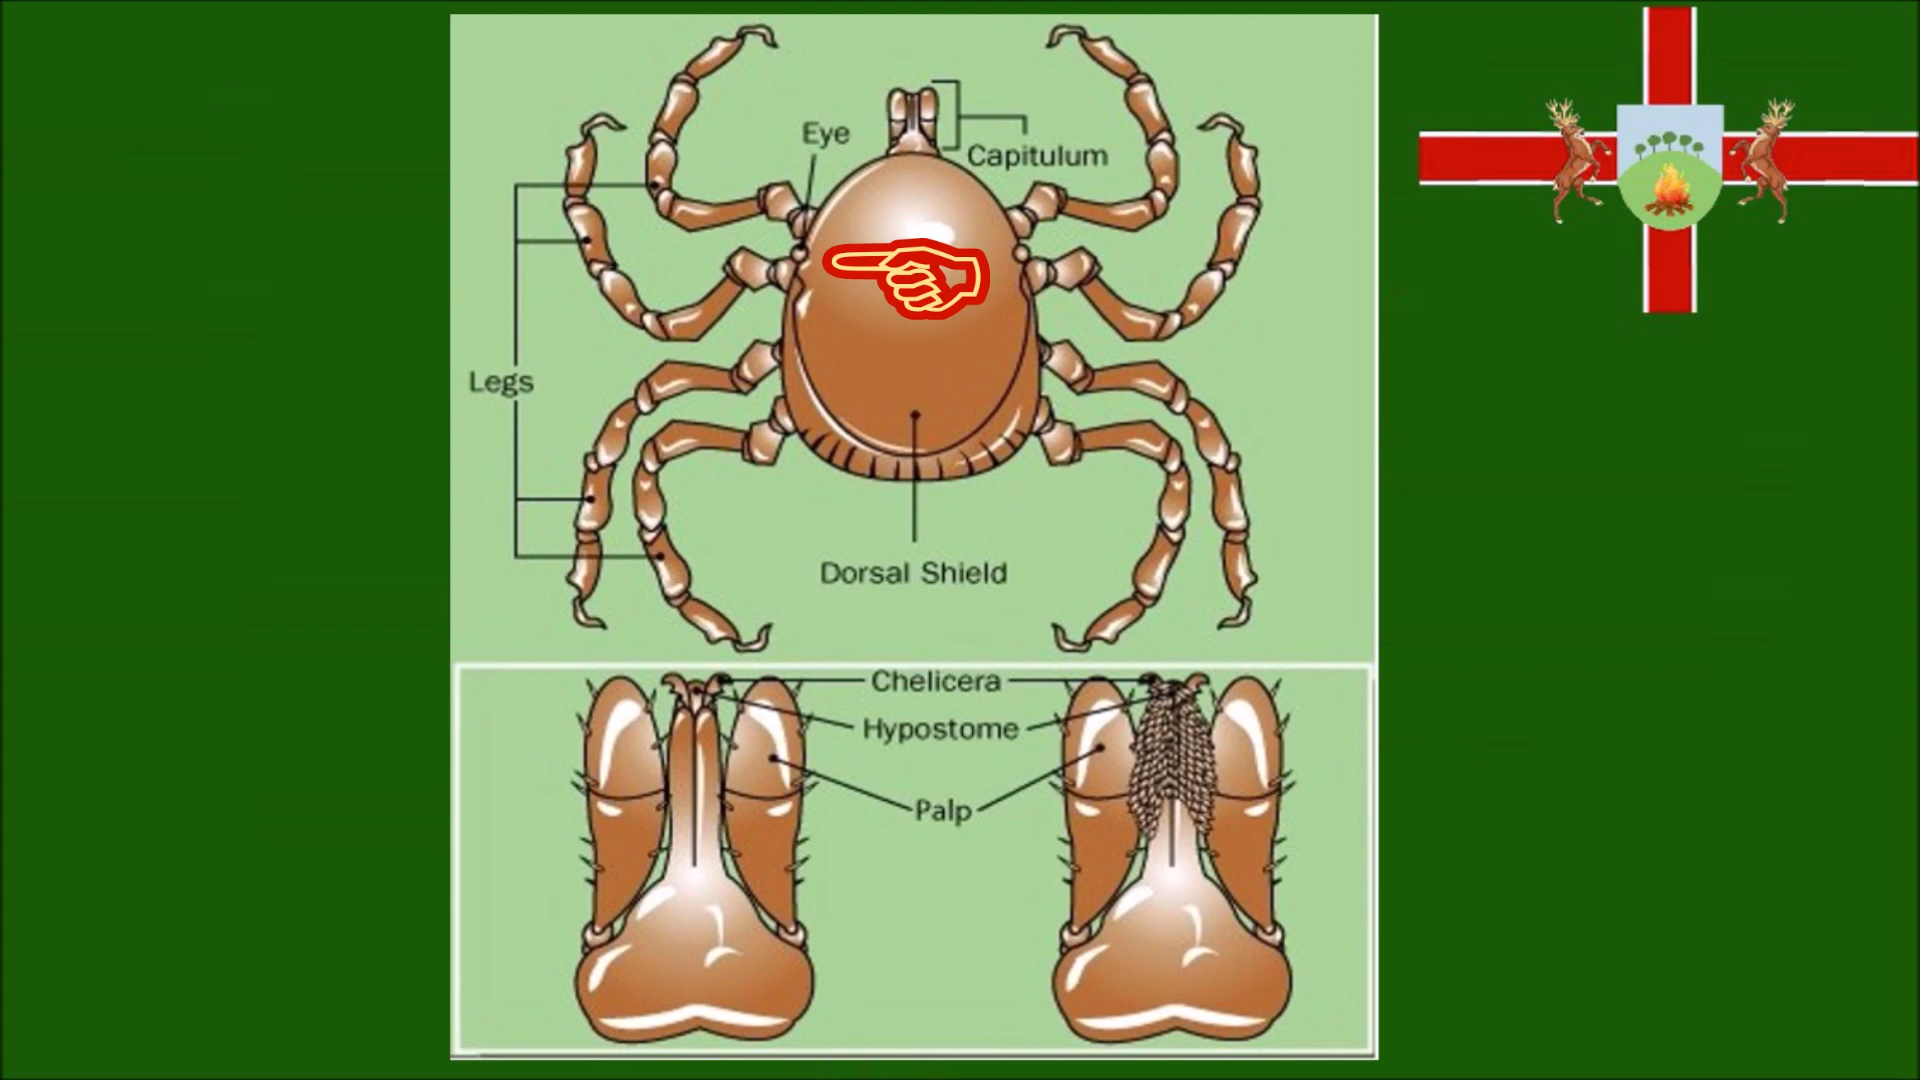 Eye
Capitulum
Legs
Dorsal Shield
Chelicera
Hypostome
Palp